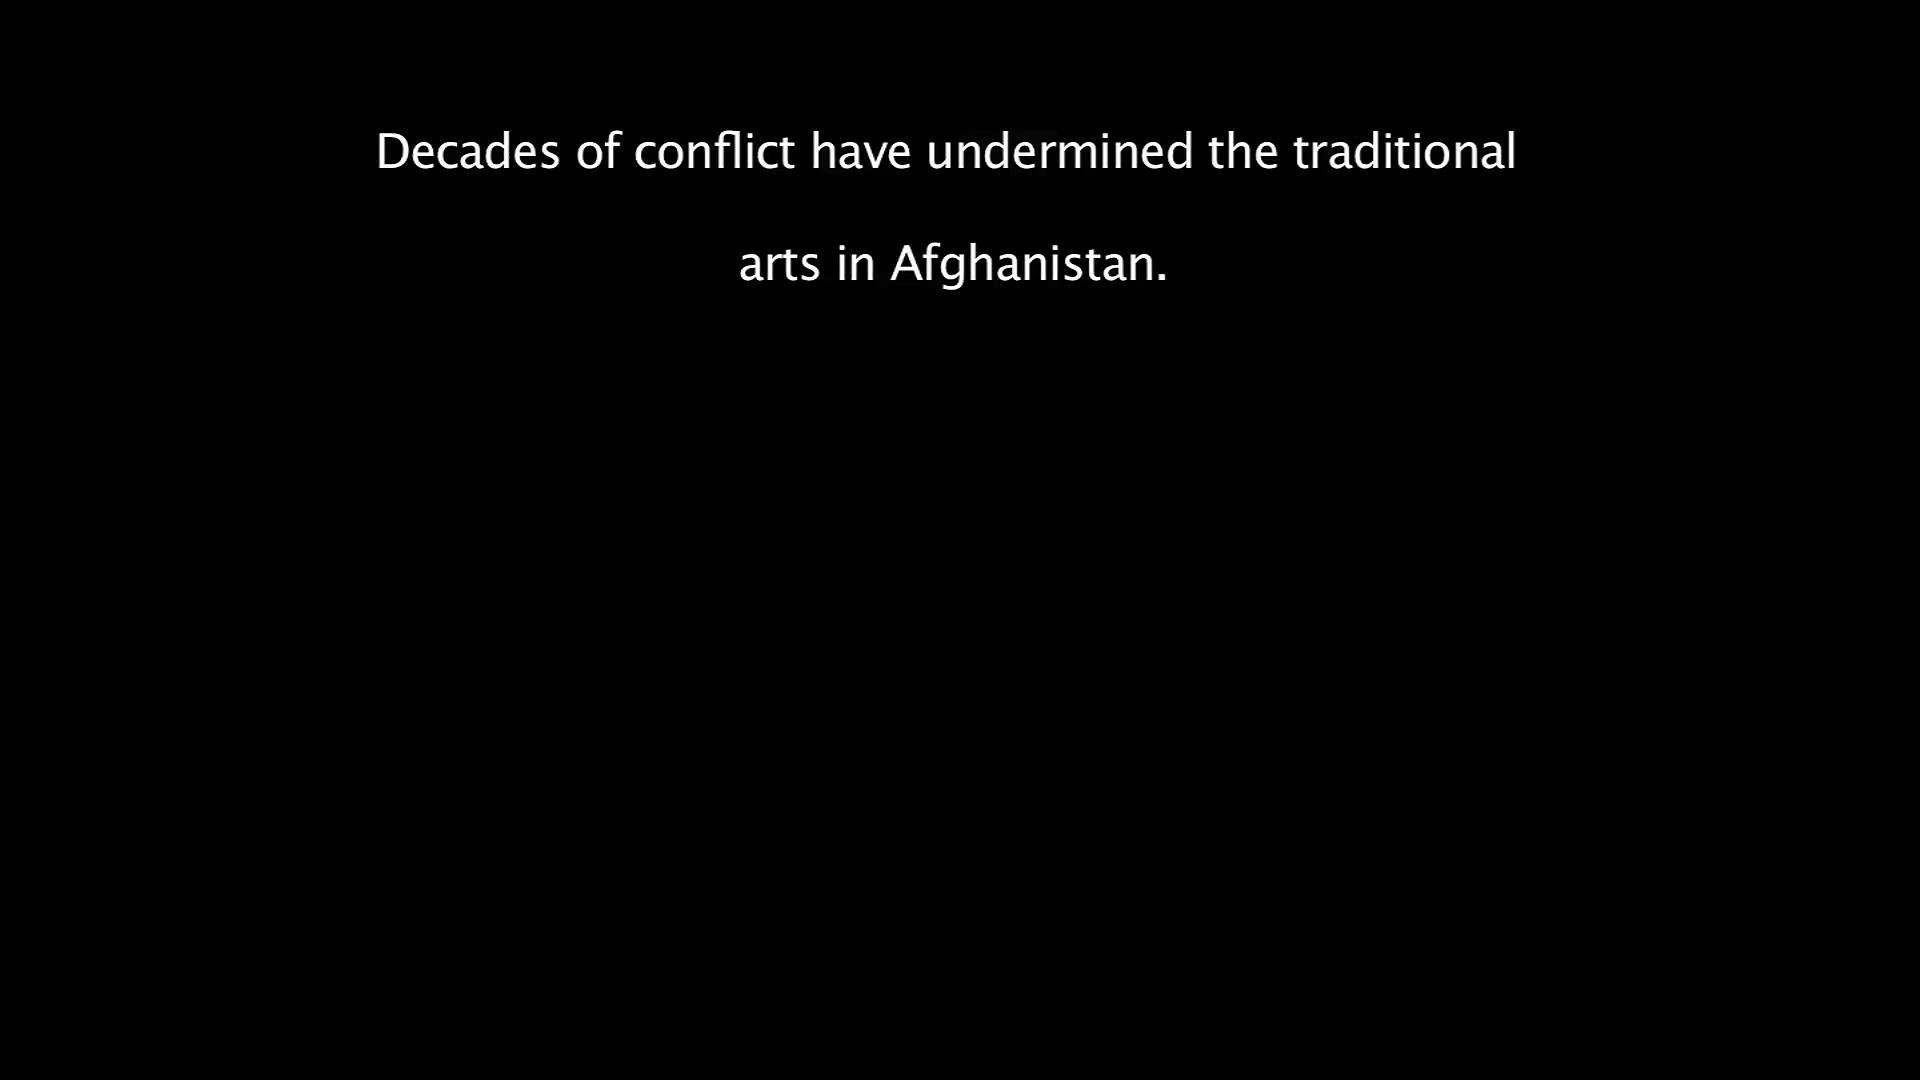 Decades of conflict have undermined the traditional
arts in Afghanistan.